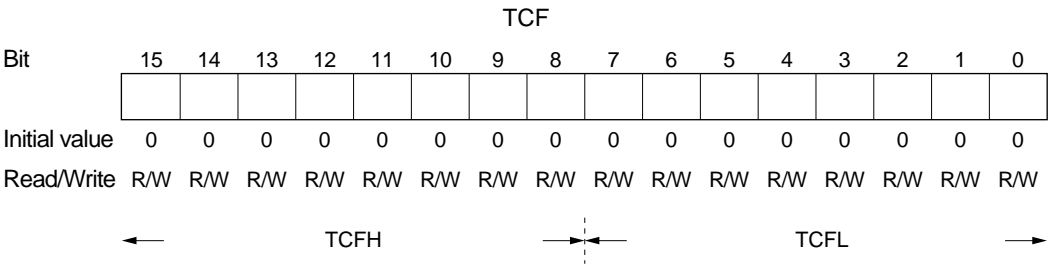 TCF
Bit 15 14 13 12 11 10 9 8 7 6 5 4 3 2 1 0
Initial value 0 0 0 0 0 0 0 0 0 0 0 0 0 0 0 0
Read/Write R/W R/W R/W R/W R/W R/W R/W R/W R/W R/W R/W R/W R/W R/W R/W R/W
TCFH TCFL